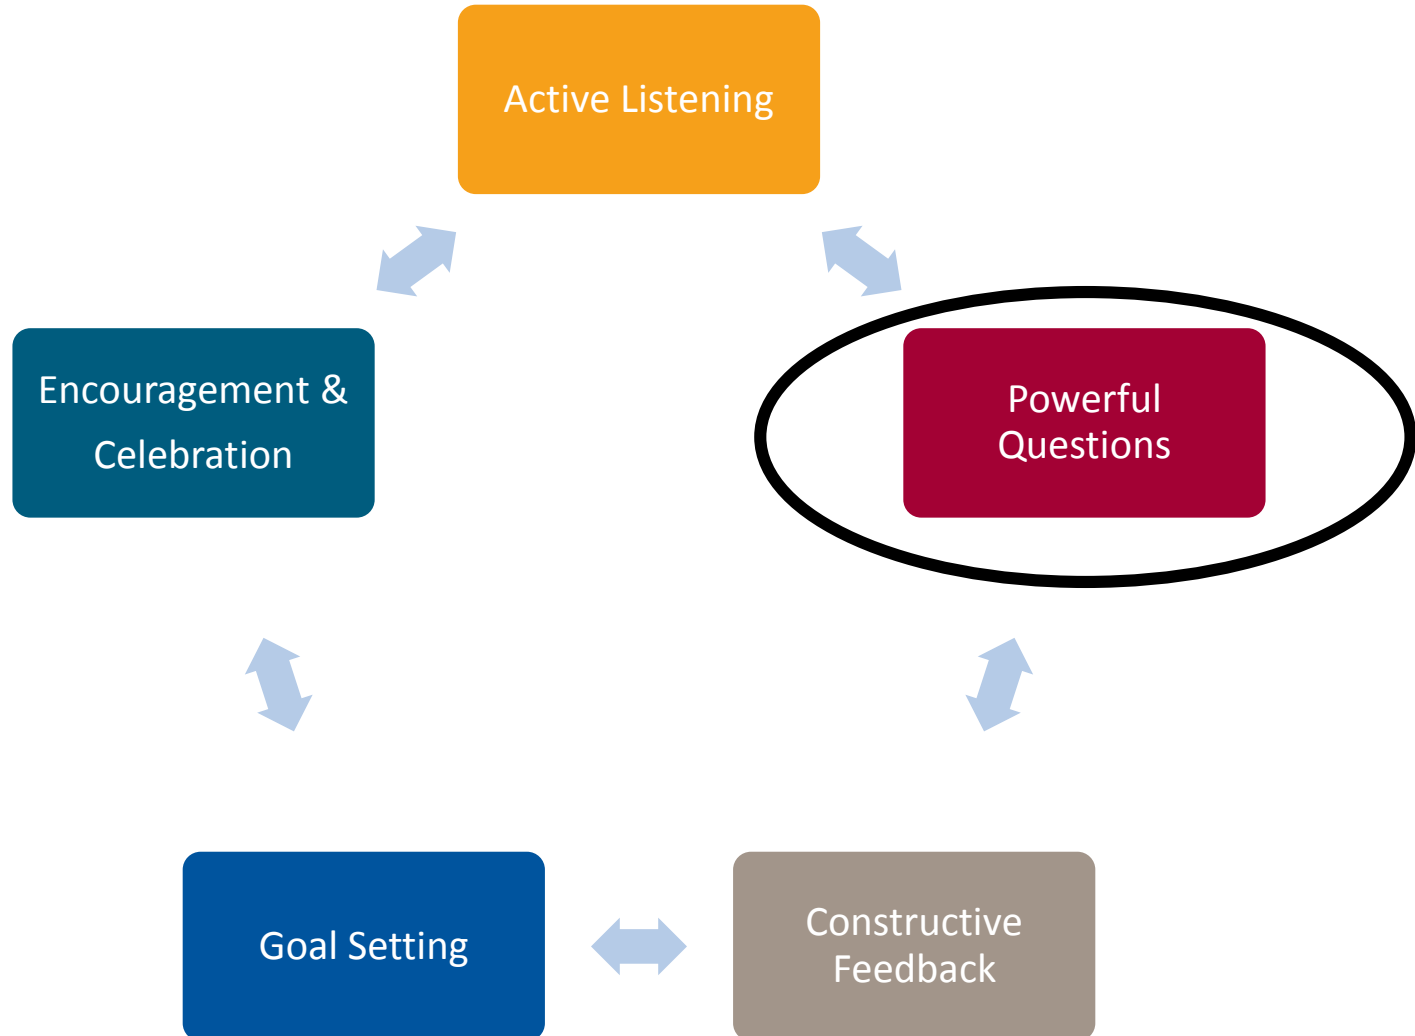 Active Listening
Encouragement &
Celebration
Powerful
Questions
Goal Setting
Constructive
Feedback